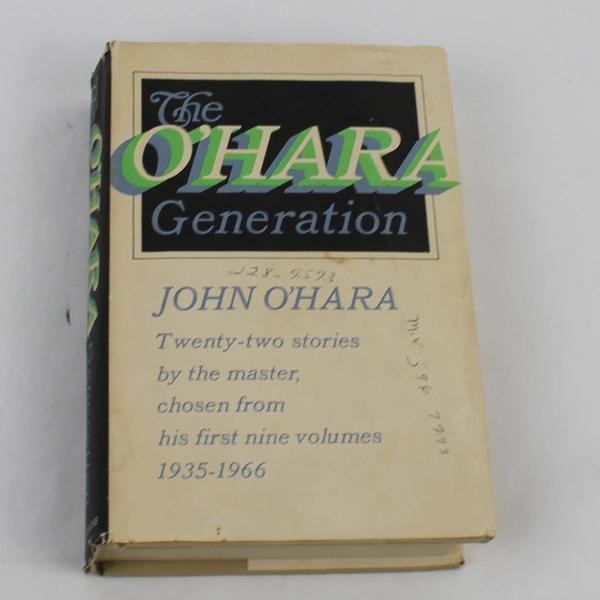 The
O'HARA
Generation
JOHN O'HARA
Twenty-two stories
by the master,
chosen from
his first nine volumes
1935-1966
O'HARA